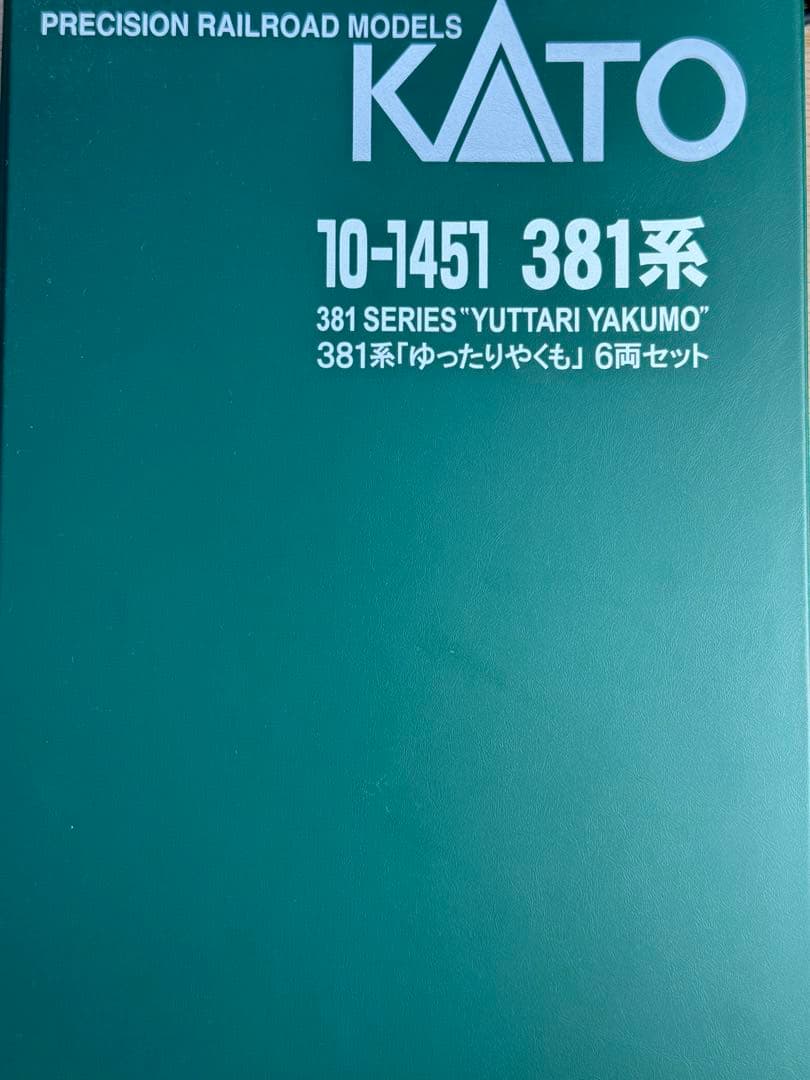 PRECISION RAILROAD MODELS
KATO
10-1451 381系
381 SERIES "YUTTARI YAKUMO"
381系「ゆったりやくも」 6両セット